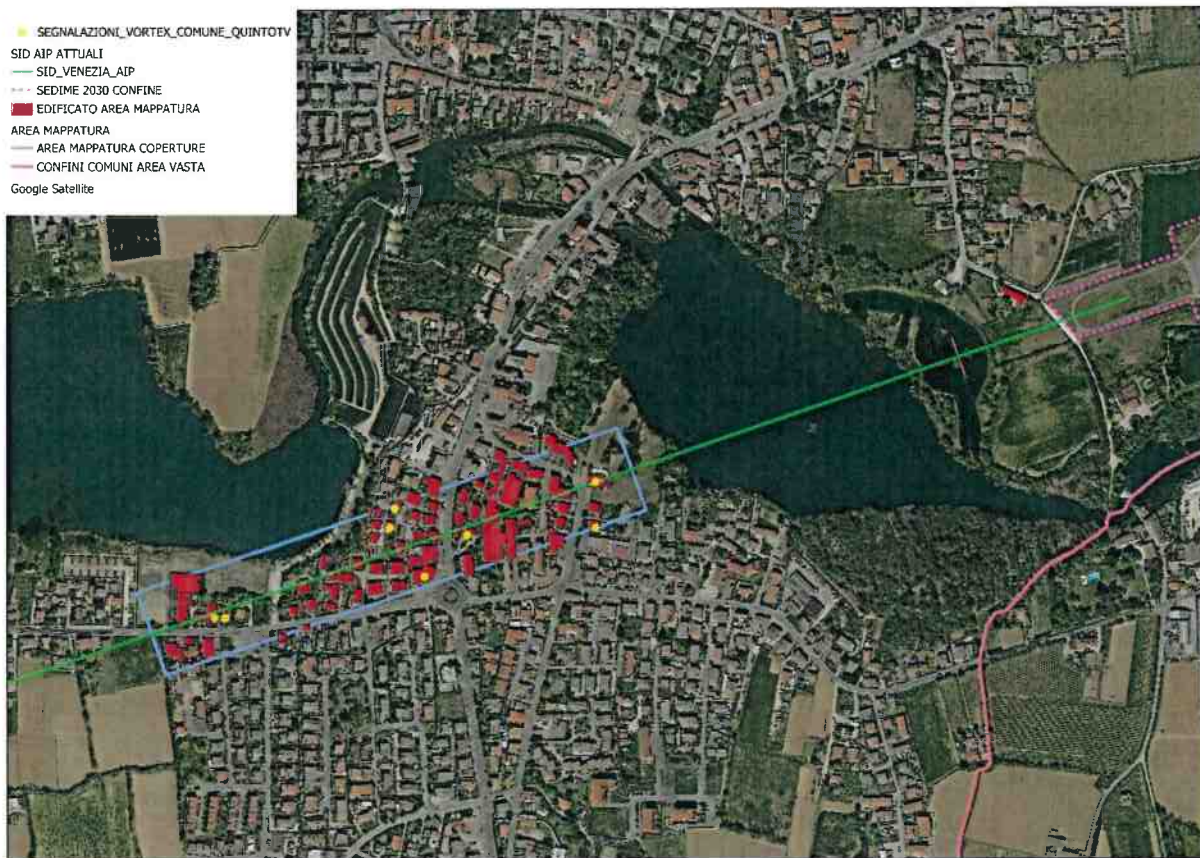 SEGNALAZIONI_VORTEX_COMUNE_QUINTOTV
SID AIP ATTUALI
SID_VENEZIA_AIP
SEDIME 2030 CONFINE
EDIFICATO AREA MAPPATURA
AREA MAPPATURA
AREA MAPPATURA COPERTURE
CONFINI COMUNI AREA VASTA
Google Satellite